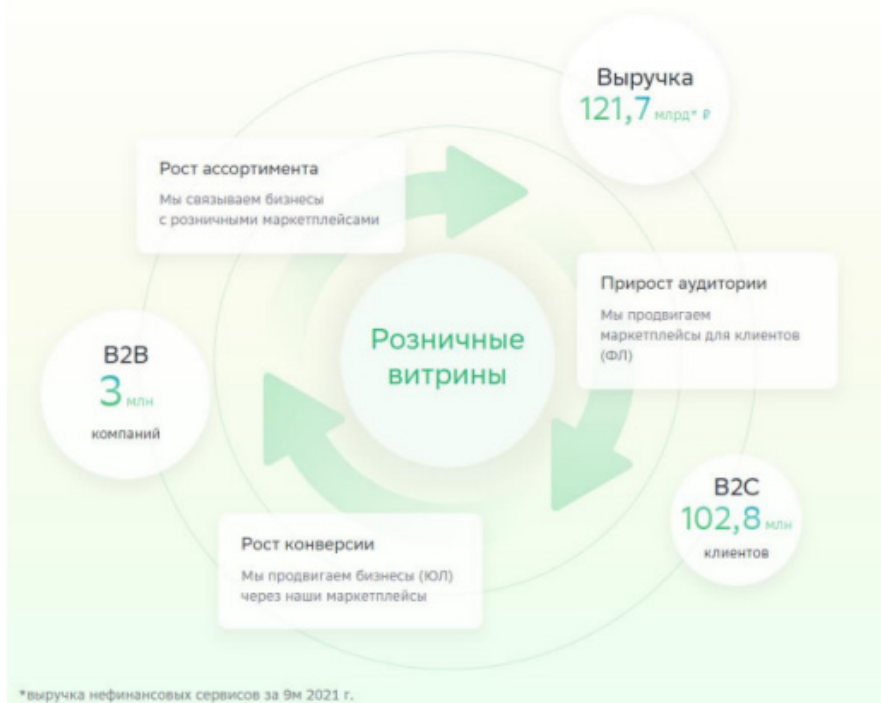 Выручка
121,7 млрд* ₽
Рост ассортимента
Мы связываем бизнесы
с розничными маркетплейсами
Прирост аудитории
Мы продвигаем
маркетплейсы для клиентов
(ФЛ)
Розничные
витрины
B2B
3 млн
компаний
B2C
102,8 млн
клиентов
Рост конверсии
Мы продвигаем бизнесы (ЮЛ)
через наши маркетплейсы
*выручка нефинансовых сервисов за 9м 2021 г.